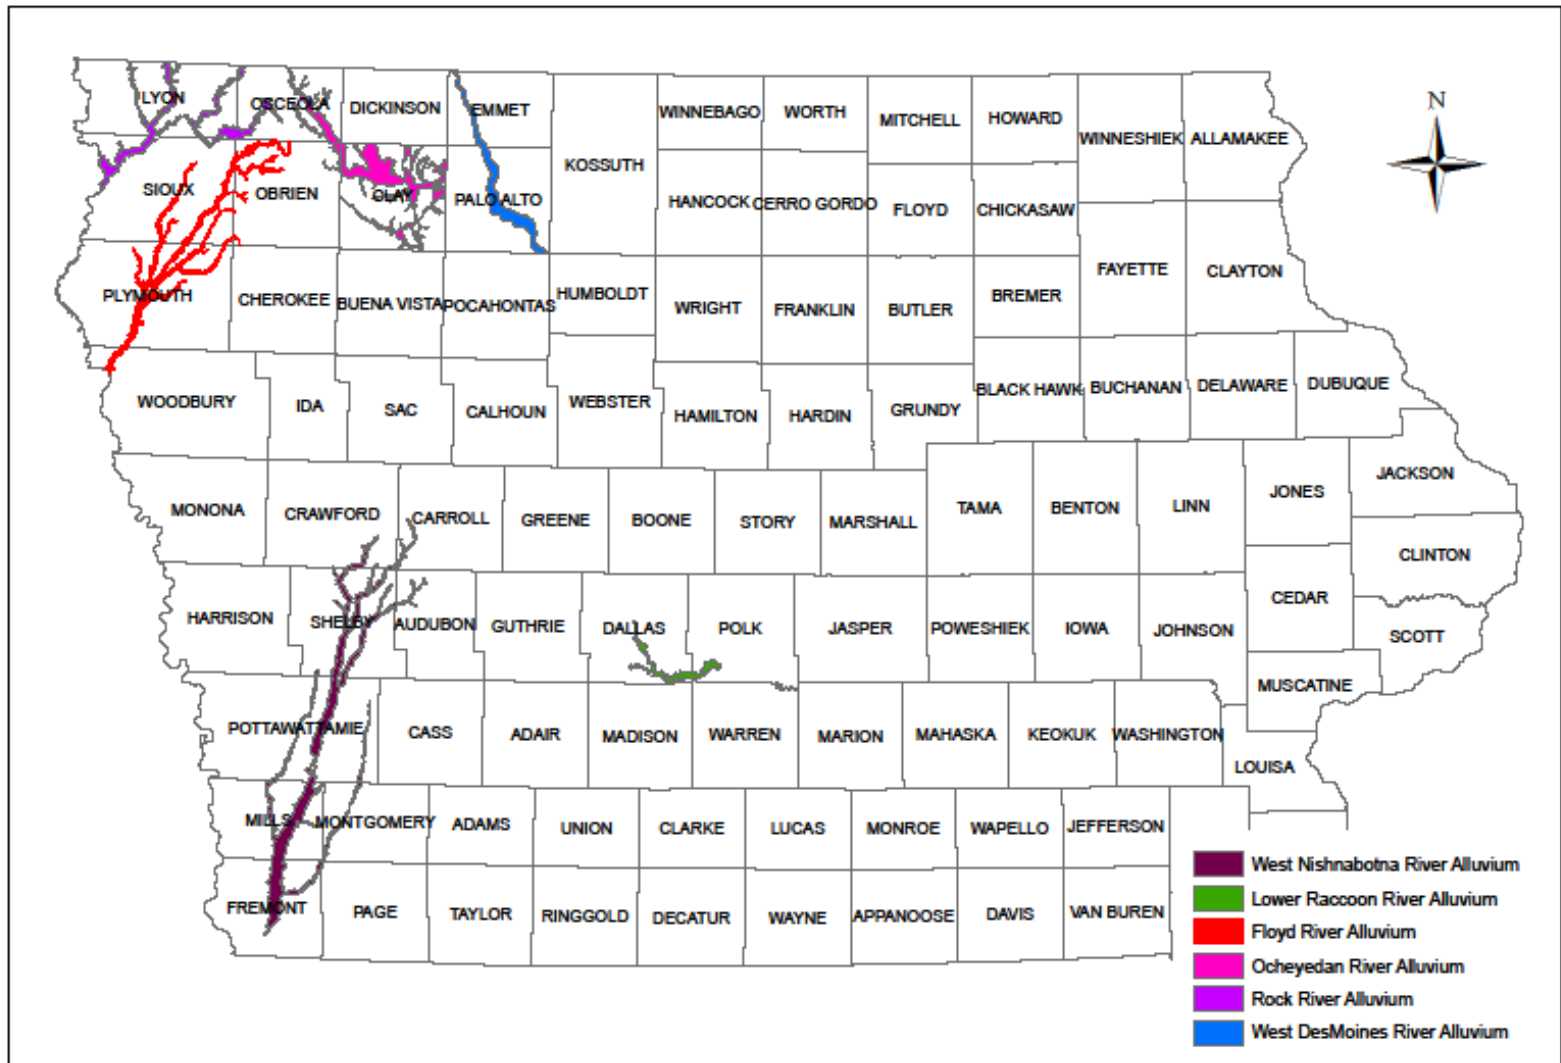 N
LYON
OSCEOLA
DICKINSON
EMMET
WINNEBAGO
WORTH
MITCHELL
HOWARD
WINNESHIEK
ALLAMAKEE
KOSSUTH
SIOUX
OBRIEN
CLAY
PALO ALTO
HANCOCK
CERRO GORDO
FLOYD
CHICKASAW
FAYETTE
CLAYTON
PLYMOUTH
CHEROKEE
BUENA VISTA
POCAHONTAS
HUMBOLDT
WRIGHT
FRANKLIN
BUTLER
BREMER
WOODBURY
IDA
SAC
CALHOUN
WEBSTER
HAMILTON
HARDIN
GRUNDY
BLACK HAWK
BUCHANAN
DELAWARE
DUBUQUE
MONONA
CRAWFORD
CARROLL
GREENE
BOONE
STORY
MARSHALL
TAMA
BENTON
LINN
JONES
JACKSON
CLINTON
HARRISON
SHELBY
AUDUBON
GUTHRIE
DALLAS
POLK
JASPER
POWESHIEK
IOWA
JOHNSON
CEDAR
SCOTT
MUSCATINE
POTTAWATTAMIE
CASS
ADAIR
MADISON
WARREN
MARION
MAHASKA
KEOKUK
WASHINGTON
LOUISA
MILLS
MONTGOMERY
ADAMS
UNION
CLARKE
LUCAS
MONROE
WAPELLO
JEFFERSON
FREMONT
PAGE
TAYLOR
RINGGOLD
DECATUR
WAYNE
APPANOOSE
DAVIS
VAN BUREN
West Nishnabotna River Alluvium
Lower Raccoon River Alluvium
Floyd River Alluvium
Ocheyedan River Alluvium
Rock River Alluvium
West DesMoines River Alluvium